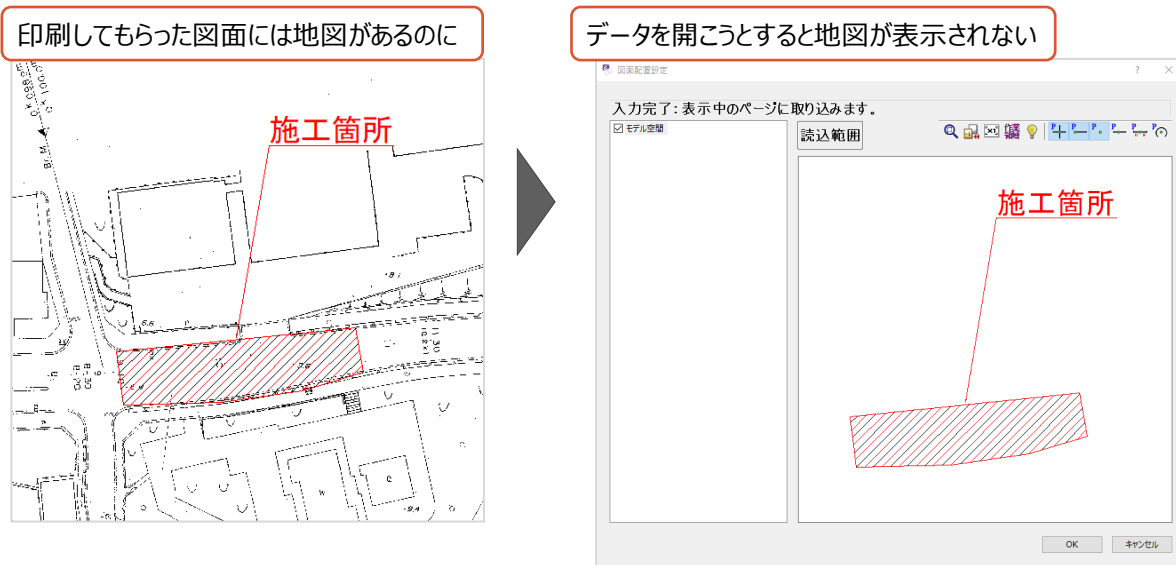 印刷してもらった図面には地図があるのに
データを開こうとすると地図が表示されない
施工箇所
図面配置設定
入力完了:表示中のページに取り込みます。
モデル空間
読込範囲
施工箇所
OK
キャンセル